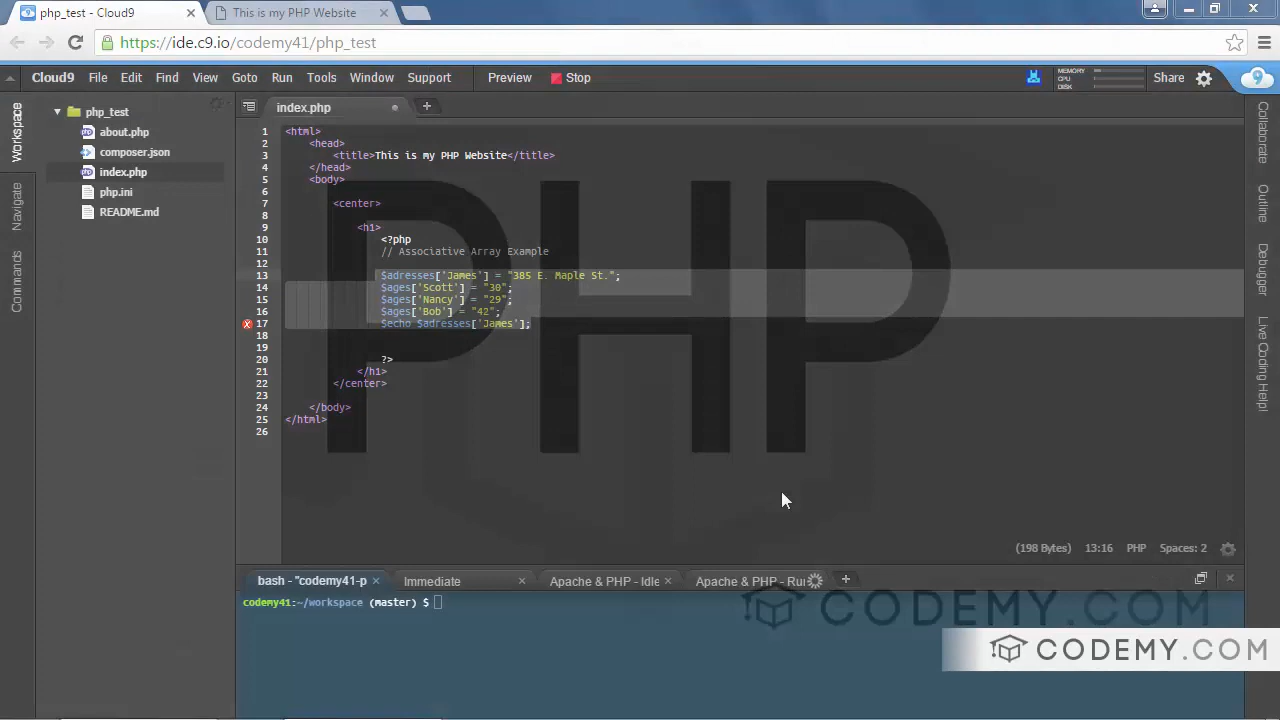 php_test - Cloud9
This is my PHP Website
https://ide.c9.io/codemy41/php_test
Cloud9 File Edit Find View Goto Run Tools Window Support Preview Stop MEMORY CPU DISK Share
Workspace
Navigate
Commands
php_test
about.php
composer.json
index.php
php.ini
README.md
index.php
1 <html>
2 <head>
3 <title>This is my PHP Website</title>
4 </head>
5 <body>
6
7 <center>
8
9 <h1>
10 <?php
11 // Associative Array Example
12
13 $adresses['James'] = "385 E. Maple St.";
14 $ages['Scott'] = "30";
15 $ages['Nancy'] = "29";
16 $ages['Bob'] = "42";
17 $echo $adresses['James'];
18
19
20 ?>
21 </h1>
22 </center>
23
24 </body>
25 </html>
26
PHP
(198 Bytes) 13:16 PHP Spaces: 2
Collaborate
Outline
Debugger
Live Coding Help!
bash - "codemy41-p
Immediate
Apache & PHP - Idle
Apache & PHP - Ru
codemy41:~/workspace (master) $
CODEMY.COM
CODEMY.COM